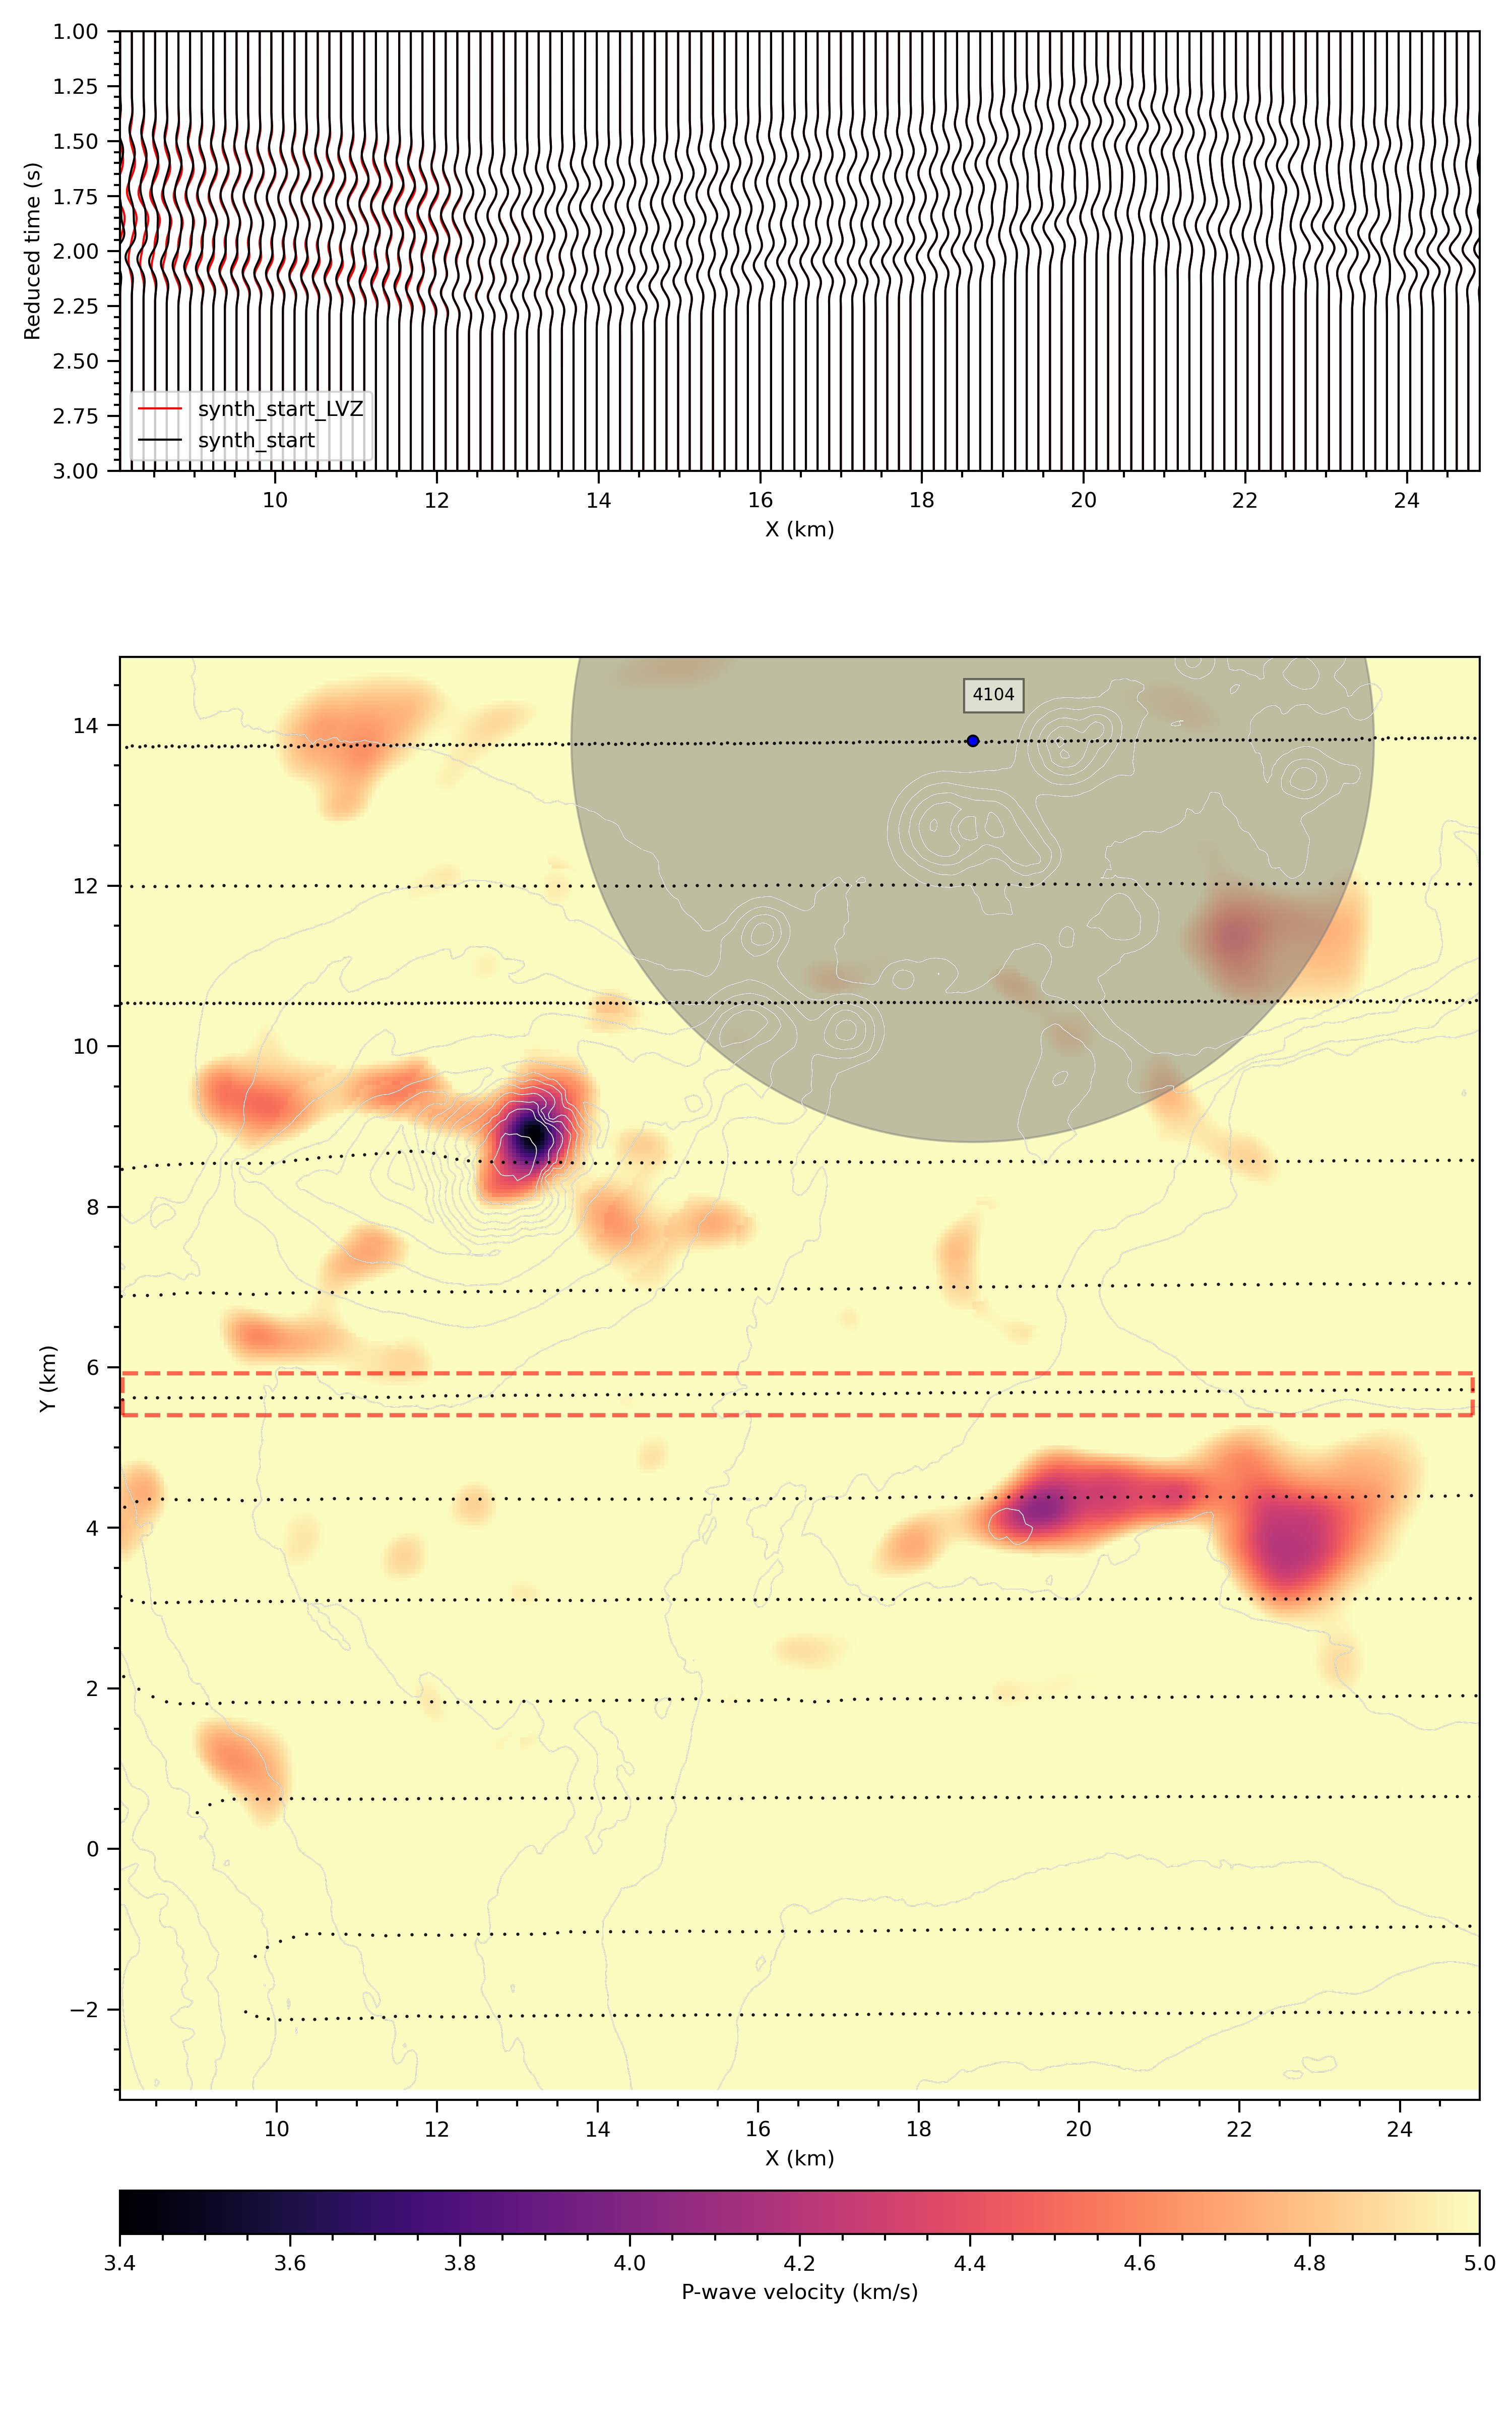 1.00
1.25
1.50
1.75
2.00
2.25
2.50
2.75
3.00
Reduced time (s)
synth_start_LVZ
synth_start
10 12 14 16 18 20 22 24
X (km)
4104
14
12
10
8
6
4
2
0
−2
Y (km)
10 12 14 16 18 20 22 24
X (km)
3.4 3.6 3.8 4.0 4.2 4.4 4.6 4.8 5.0
P-wave velocity (km/s)